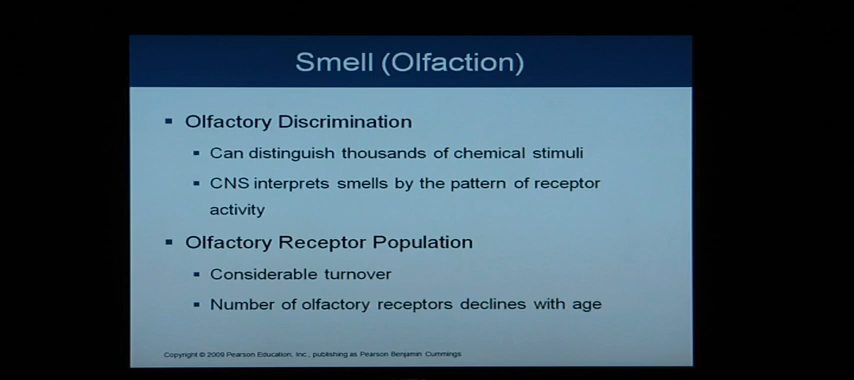 Smell (Olfaction)
▪ Olfactory Discrimination
▪ Can distinguish thousands of chemical stimuli
▪ CNS interprets smells by the pattern of receptor
activity
▪ Olfactory Receptor Population
▪ Considerable turnover
▪ Number of olfactory receptors declines with age
Copyright © 2009 Pearson Education, Inc., publishing as Pearson Benjamin Cummings